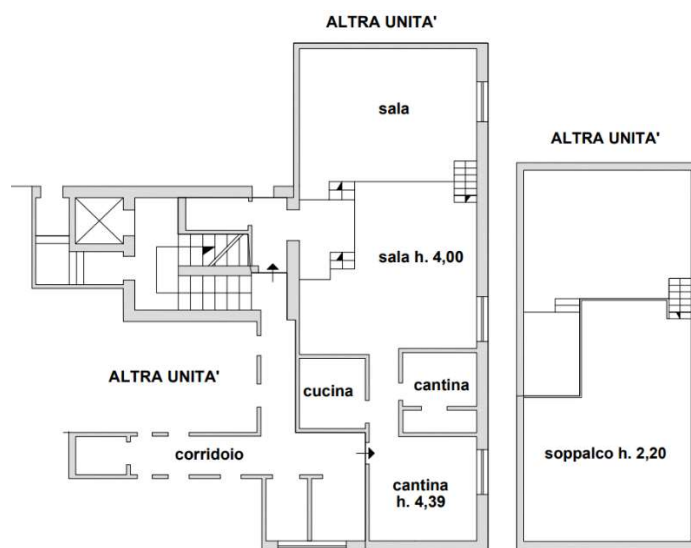 ALTRA UNITA'
sala
ALTRA UNITA'
sala h. 4,00
ALTRA UNITA'
cucina
cantina
corridoio
soppalco h. 2,20
cantina
h. 4,39